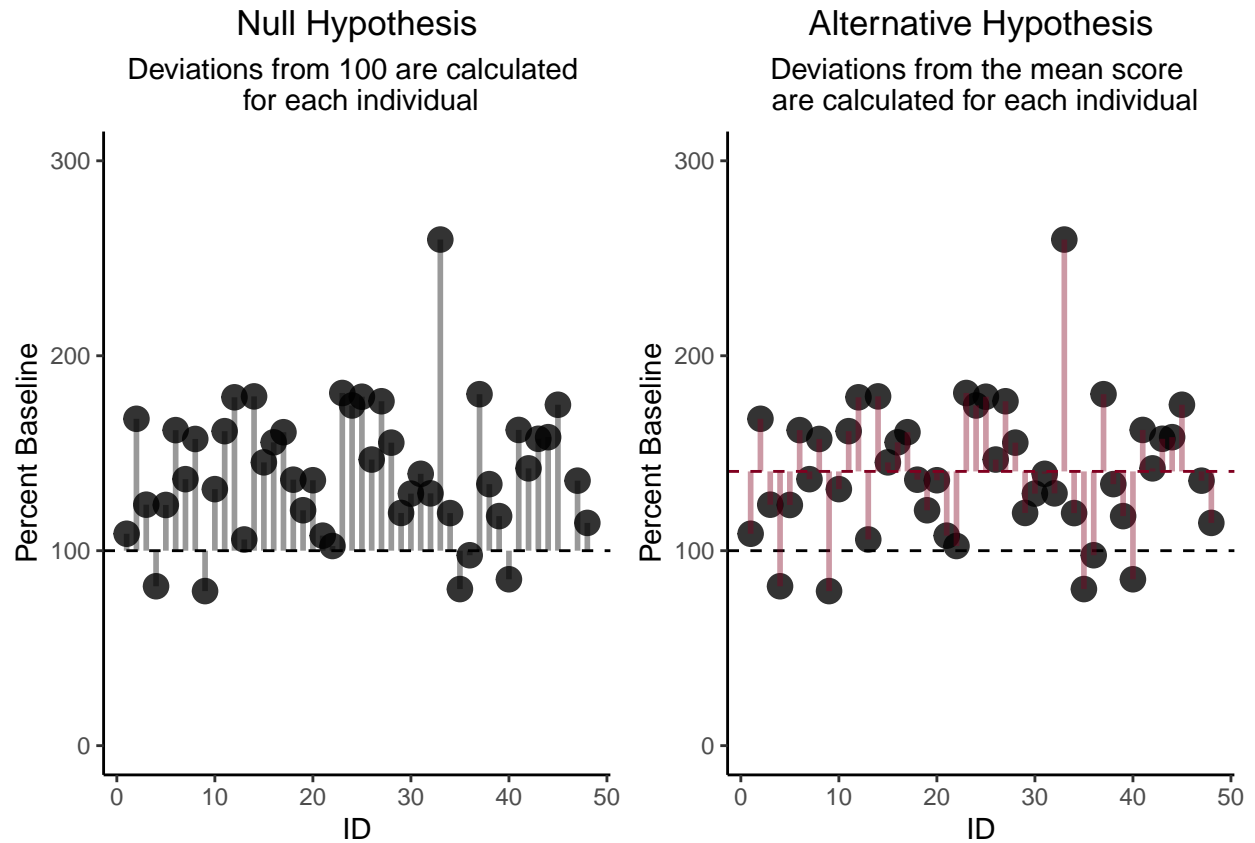 Null Hypothesis
Deviations from 100 are calculated
for each individual
300
200
100
0
Percent Baseline
0 10 20 30 40 50
ID
Alternative Hypothesis
Deviations from the mean score
are calculated for each individual
300
200
100
0
Percent Baseline
0 10 20 30 40 50
ID